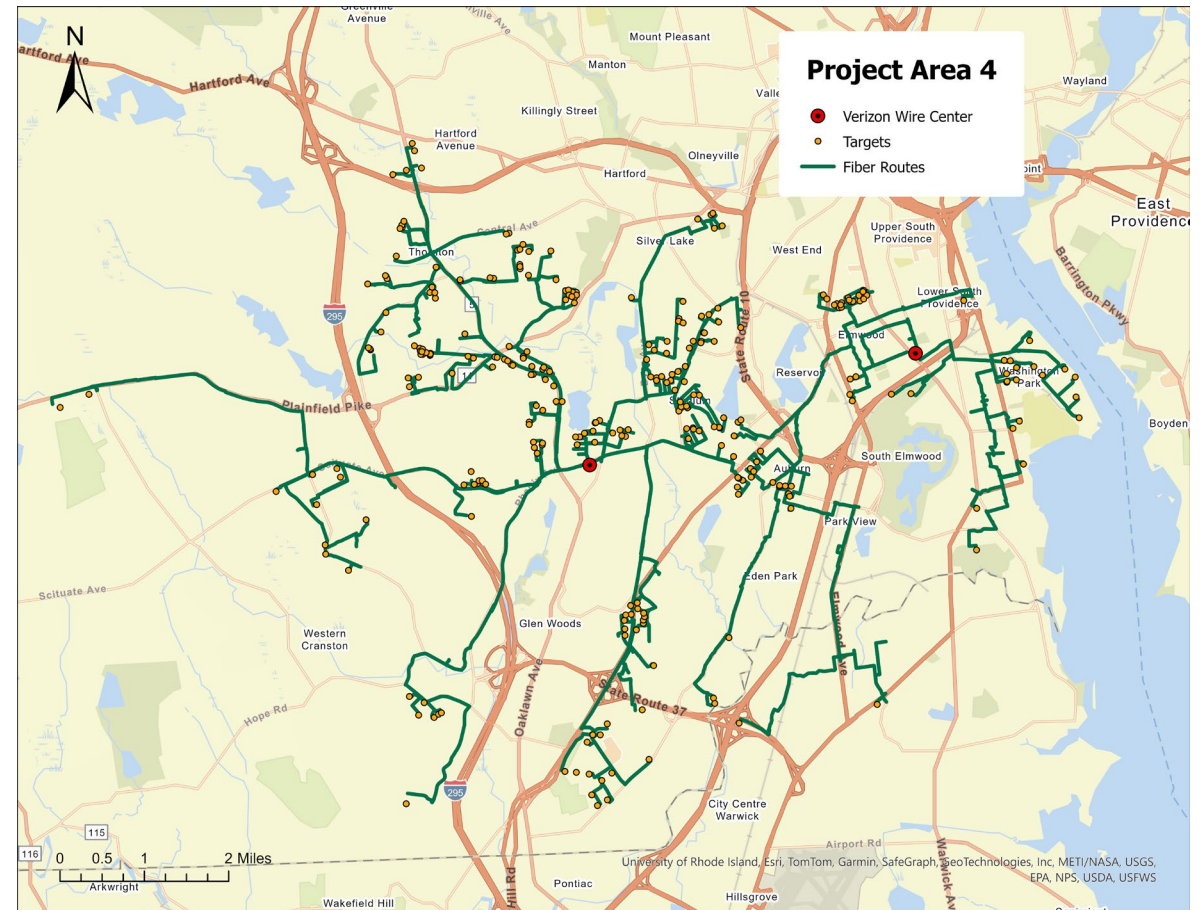 Greenville
Avenue
Mount Pleasant
N
Manton
Hartford Ave
Wayland
Project Area 4
Verizon Wire Center
Targets
Fiber Routes
Killingly Street
Hartford
Avenue
Olneyville
Hartford
East
Providence
Upper South
Providence
Central Ave
Silver Lake
West End
Thornton
Barrington Pkwy
Lower South
Providence
5
295
State Route 10
Elmwood
Reservoir
Washington
Park
Plainfield Pike
Boyden
South Elmwood
Auburn
Park View
Eden Park
Scituate Ave
Elmwood Ave
Glen Woods
Western
Cranston
Oaklawn Ave
State Route 37
Hope Rd
295
City Centre
Warwick
115
116
0 0.5 1 2 Miles
Airport Rd
University of Rhode Island, Esri, TomTom, Garmin, SafeGraph, GeoTechnologies, Inc, METI/NASA, USGS,
EPA, NPS, USDA, USFWS
Arkwright
Pontiac
Hillsgrove
Wakefield Hill
Hill Rd